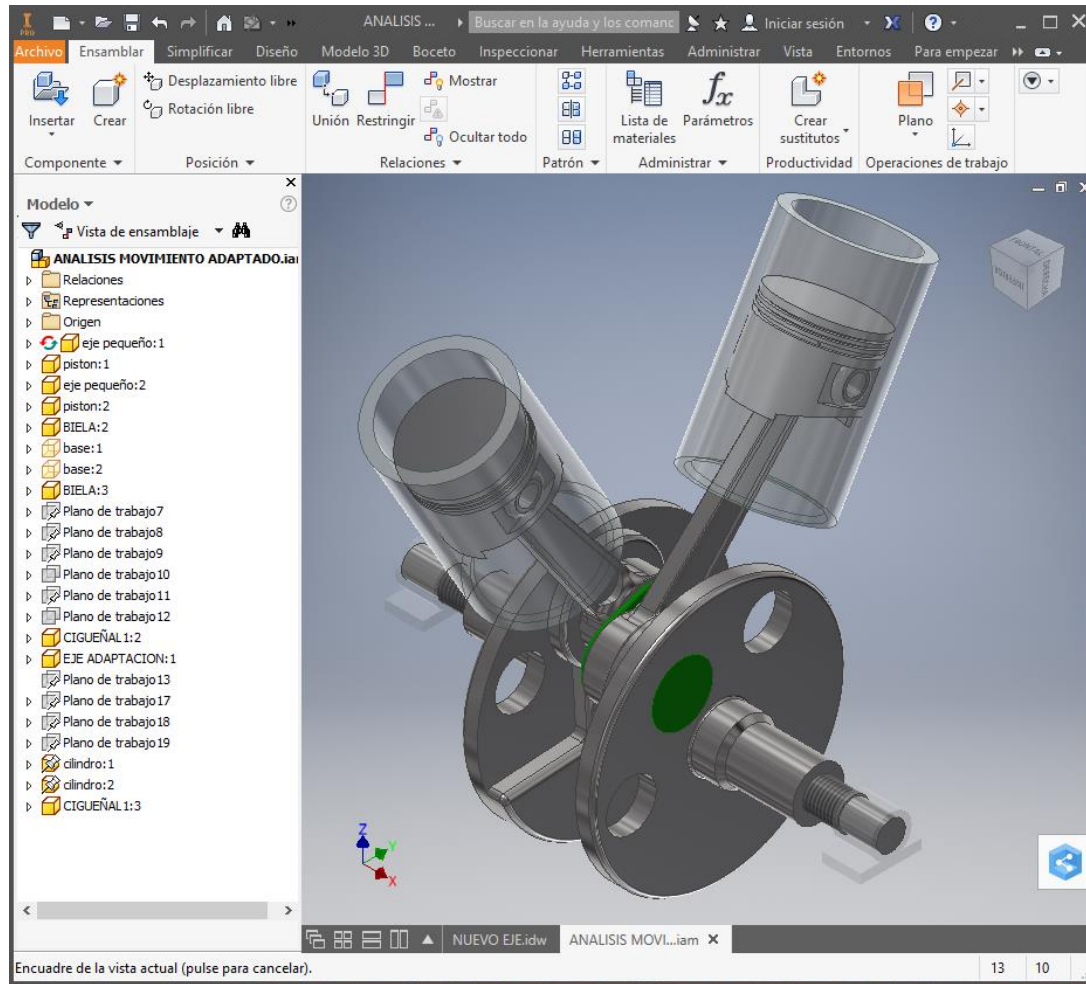 PRO
ANALISIS ...
Buscar en la ayuda y los comanc
Iniciar sesión
Archivo Ensamblar Simplificar Diseño Modelo 3D Boceto Inspeccionar Herramientas Administrar Vista Entornos Para empezar
Insertar
Crear
Desplazamiento libre
Rotación libre
Unión
Restringir
Mostrar
Ocultar todo
Lista de
materiales
fx
Parámetros
Crear
sustitutos
Plano
Componente
Posición
Relaciones
Patrón
Administrar
Productividad
Operaciones de trabajo
Modelo
Vista de ensamblaje
ANALISIS MOVIMIENTO ADAPTADO.iai
Relaciones
Representaciones
Origen
eje pequeño:1
piston:1
eje pequeño:2
piston:2
BIELA:2
base:1
base:2
BIELA:3
Plano de trabajo7
Plano de trabajo8
Plano de trabajo9
Plano de trabajo10
Plano de trabajo11
Plano de trabajo12
CIGUEÑAL1:2
EJE ADAPTACION:1
Plano de trabajo13
Plano de trabajo17
Plano de trabajo18
Plano de trabajo19
cilindro:1
cilindro:2
CIGUEÑAL1:3
FRONTAL
INFERIOR
DERECHA
Z
Y
X
NUEVO EJE.idw
ANALISIS MOVI...iam
Encuadre de la vista actual (pulse para cancelar).
13
10